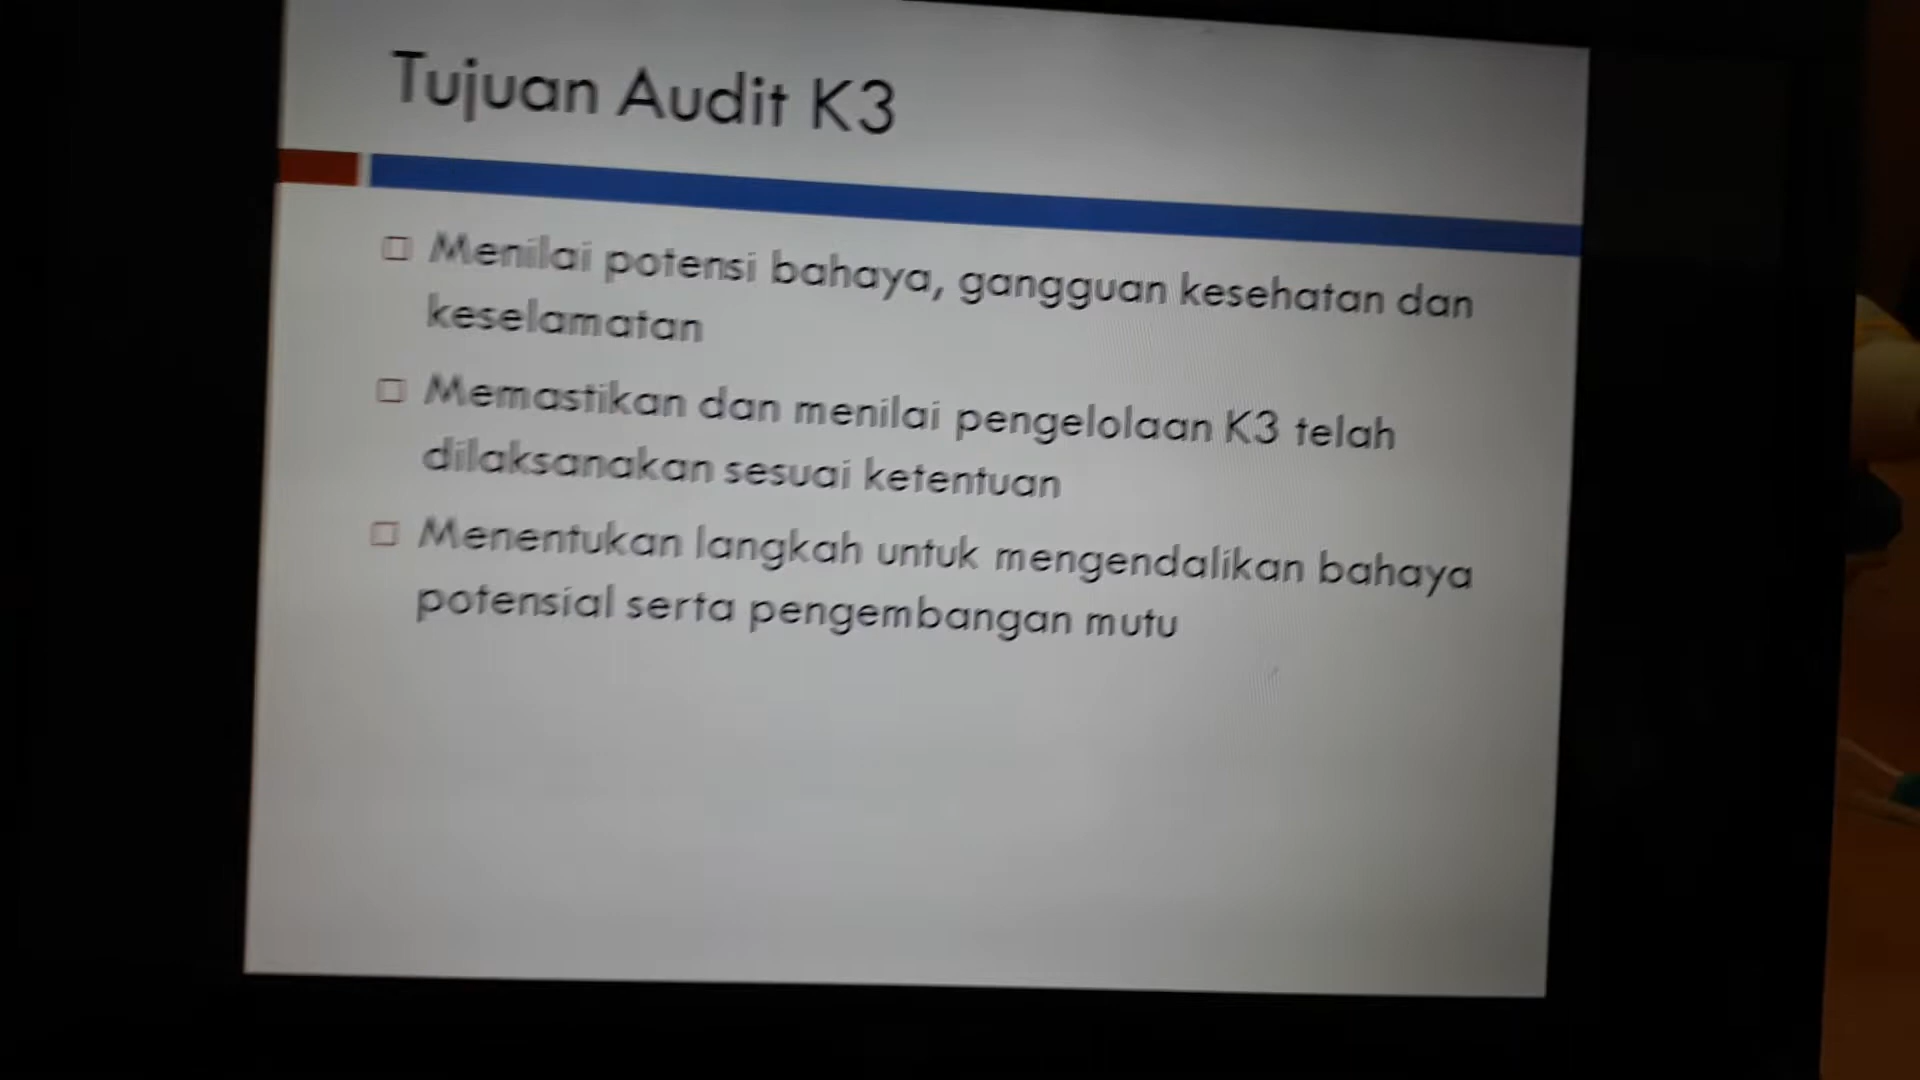 Tujuan Audit K3
Menilai potensi bahaya, gangguan kesehatan dan
keselamatan
Memastikan dan menilai pengelolaan K3 telah
dilaksanakan sesuai ketentuan
Menentukan langkah untuk mengendalikan bahaya
potensial serta pengembangan mutu